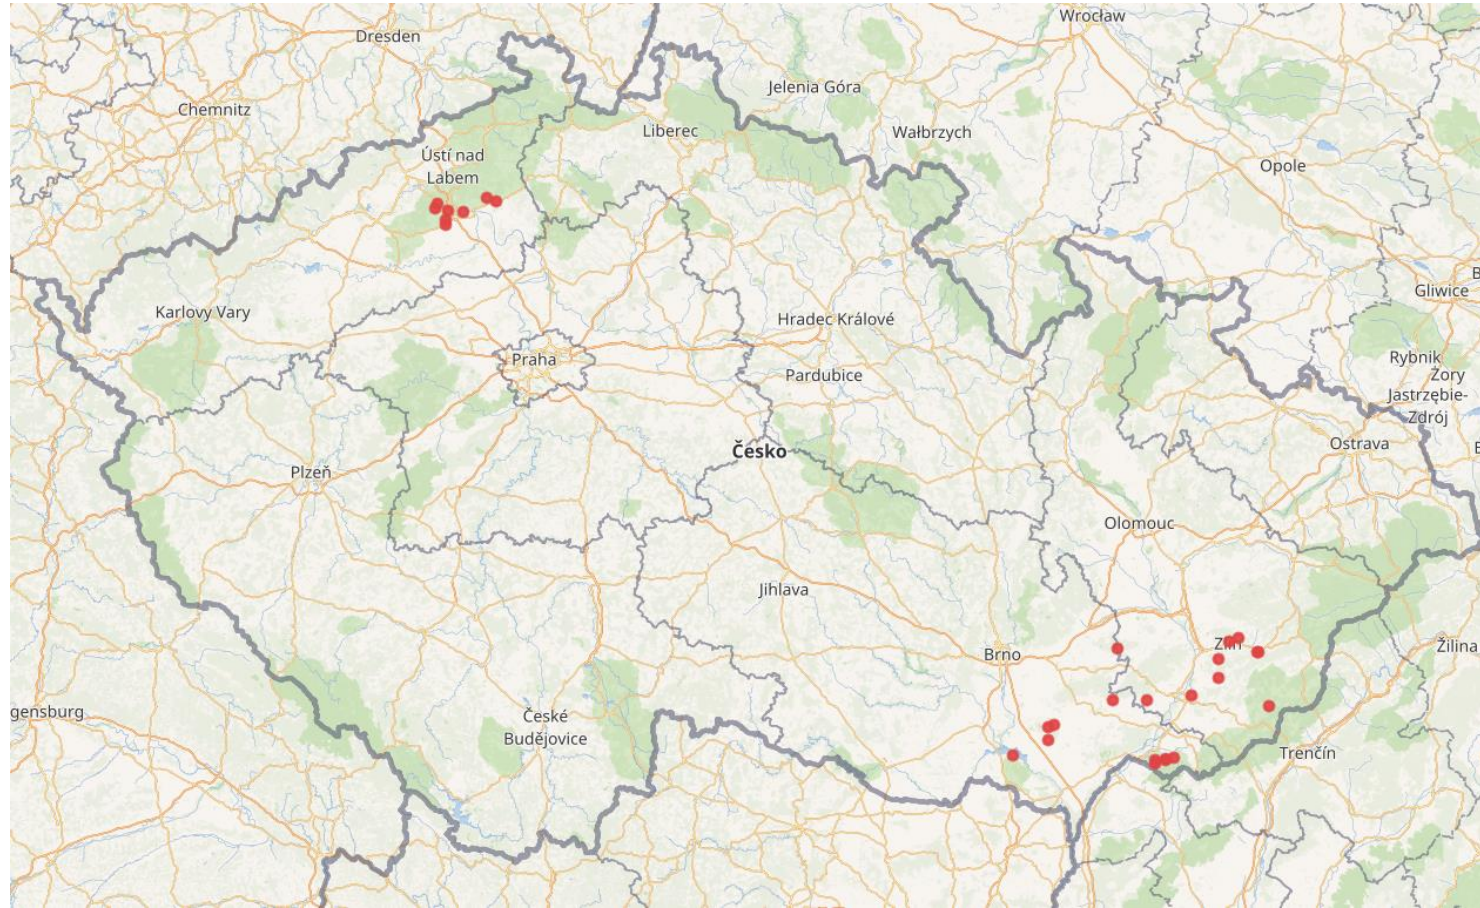 Wrocław
Dresden
Jelenia Góra
Chemnitz
Liberec
Wałbrzych
Ústí nad
Labem
Opole
Gliwice
Karlovy Vary
Hradec Králové
Praha
Pardubice
Rybnik
Żory
Jastrzębie-
Zdrój
Česko
Ostrava
Plzeň
Olomouc
Jihlava
Brno
Zlín
Žilina
gensburg
České
Budějovice
Trenčín